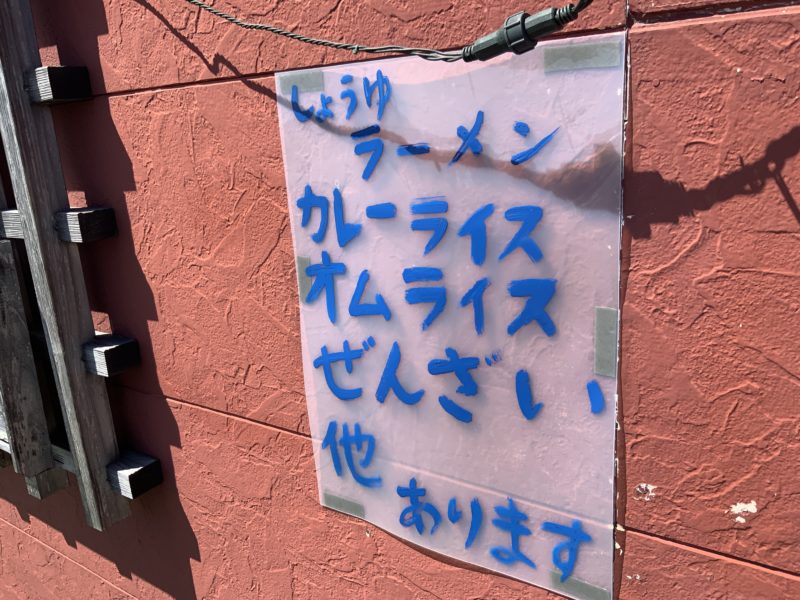 しょうゆ
ラーメン
カレーライス
オムライス
ぜんざい
他
あります